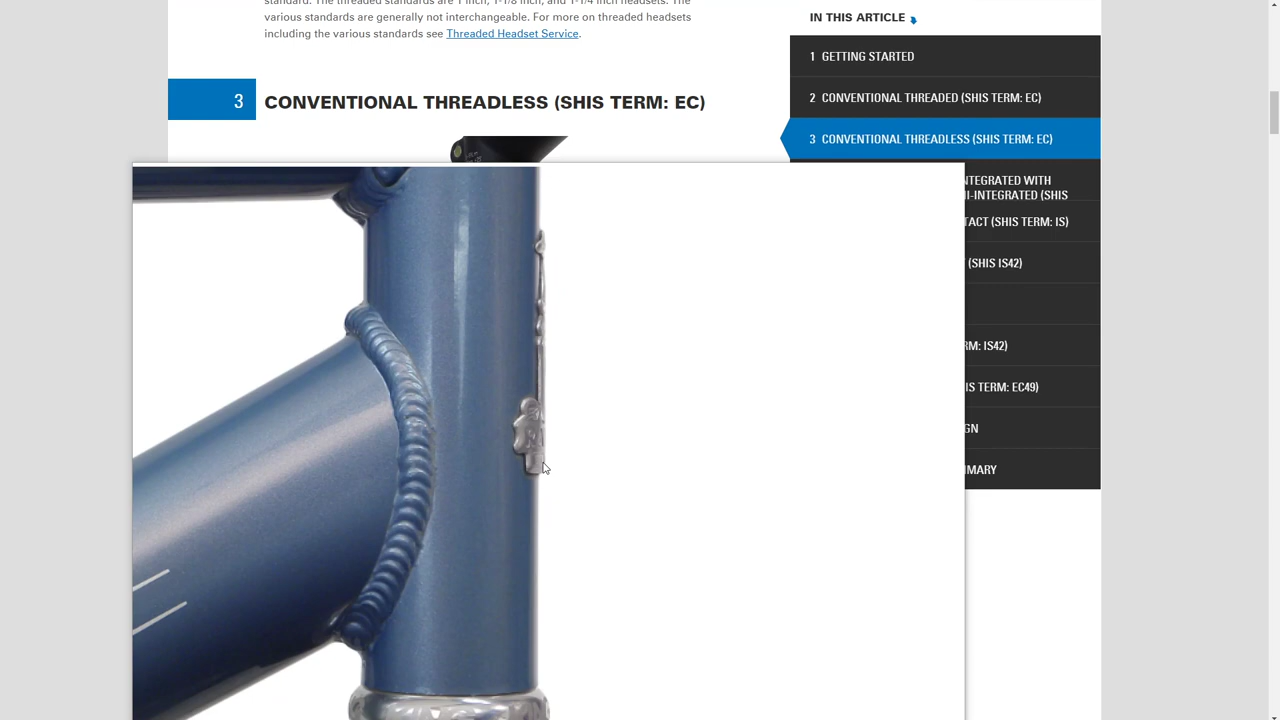 standard. The threaded standards are 1 inch, 1-1/8 inch, and 1-1/4 inch headsets. The
various standards are generally not interchangeable. For more on threaded headsets
including the various standards see Threaded Headset Service.
3 CONVENTIONAL THREADLESS (SHIS TERM: EC)
IN THIS ARTICLE
1 GETTING STARTED
2 CONVENTIONAL THREADED (SHIS TERM: EC)
3 CONVENTIONAL THREADLESS (SHIS TERM: EC)
NTEGRATED WITH
I-INTEGRATED (SHIS
TACT (SHIS TERM: IS)
(SHIS IS42)
RM: IS42)
IS TERM: EC49)
GN
MARY